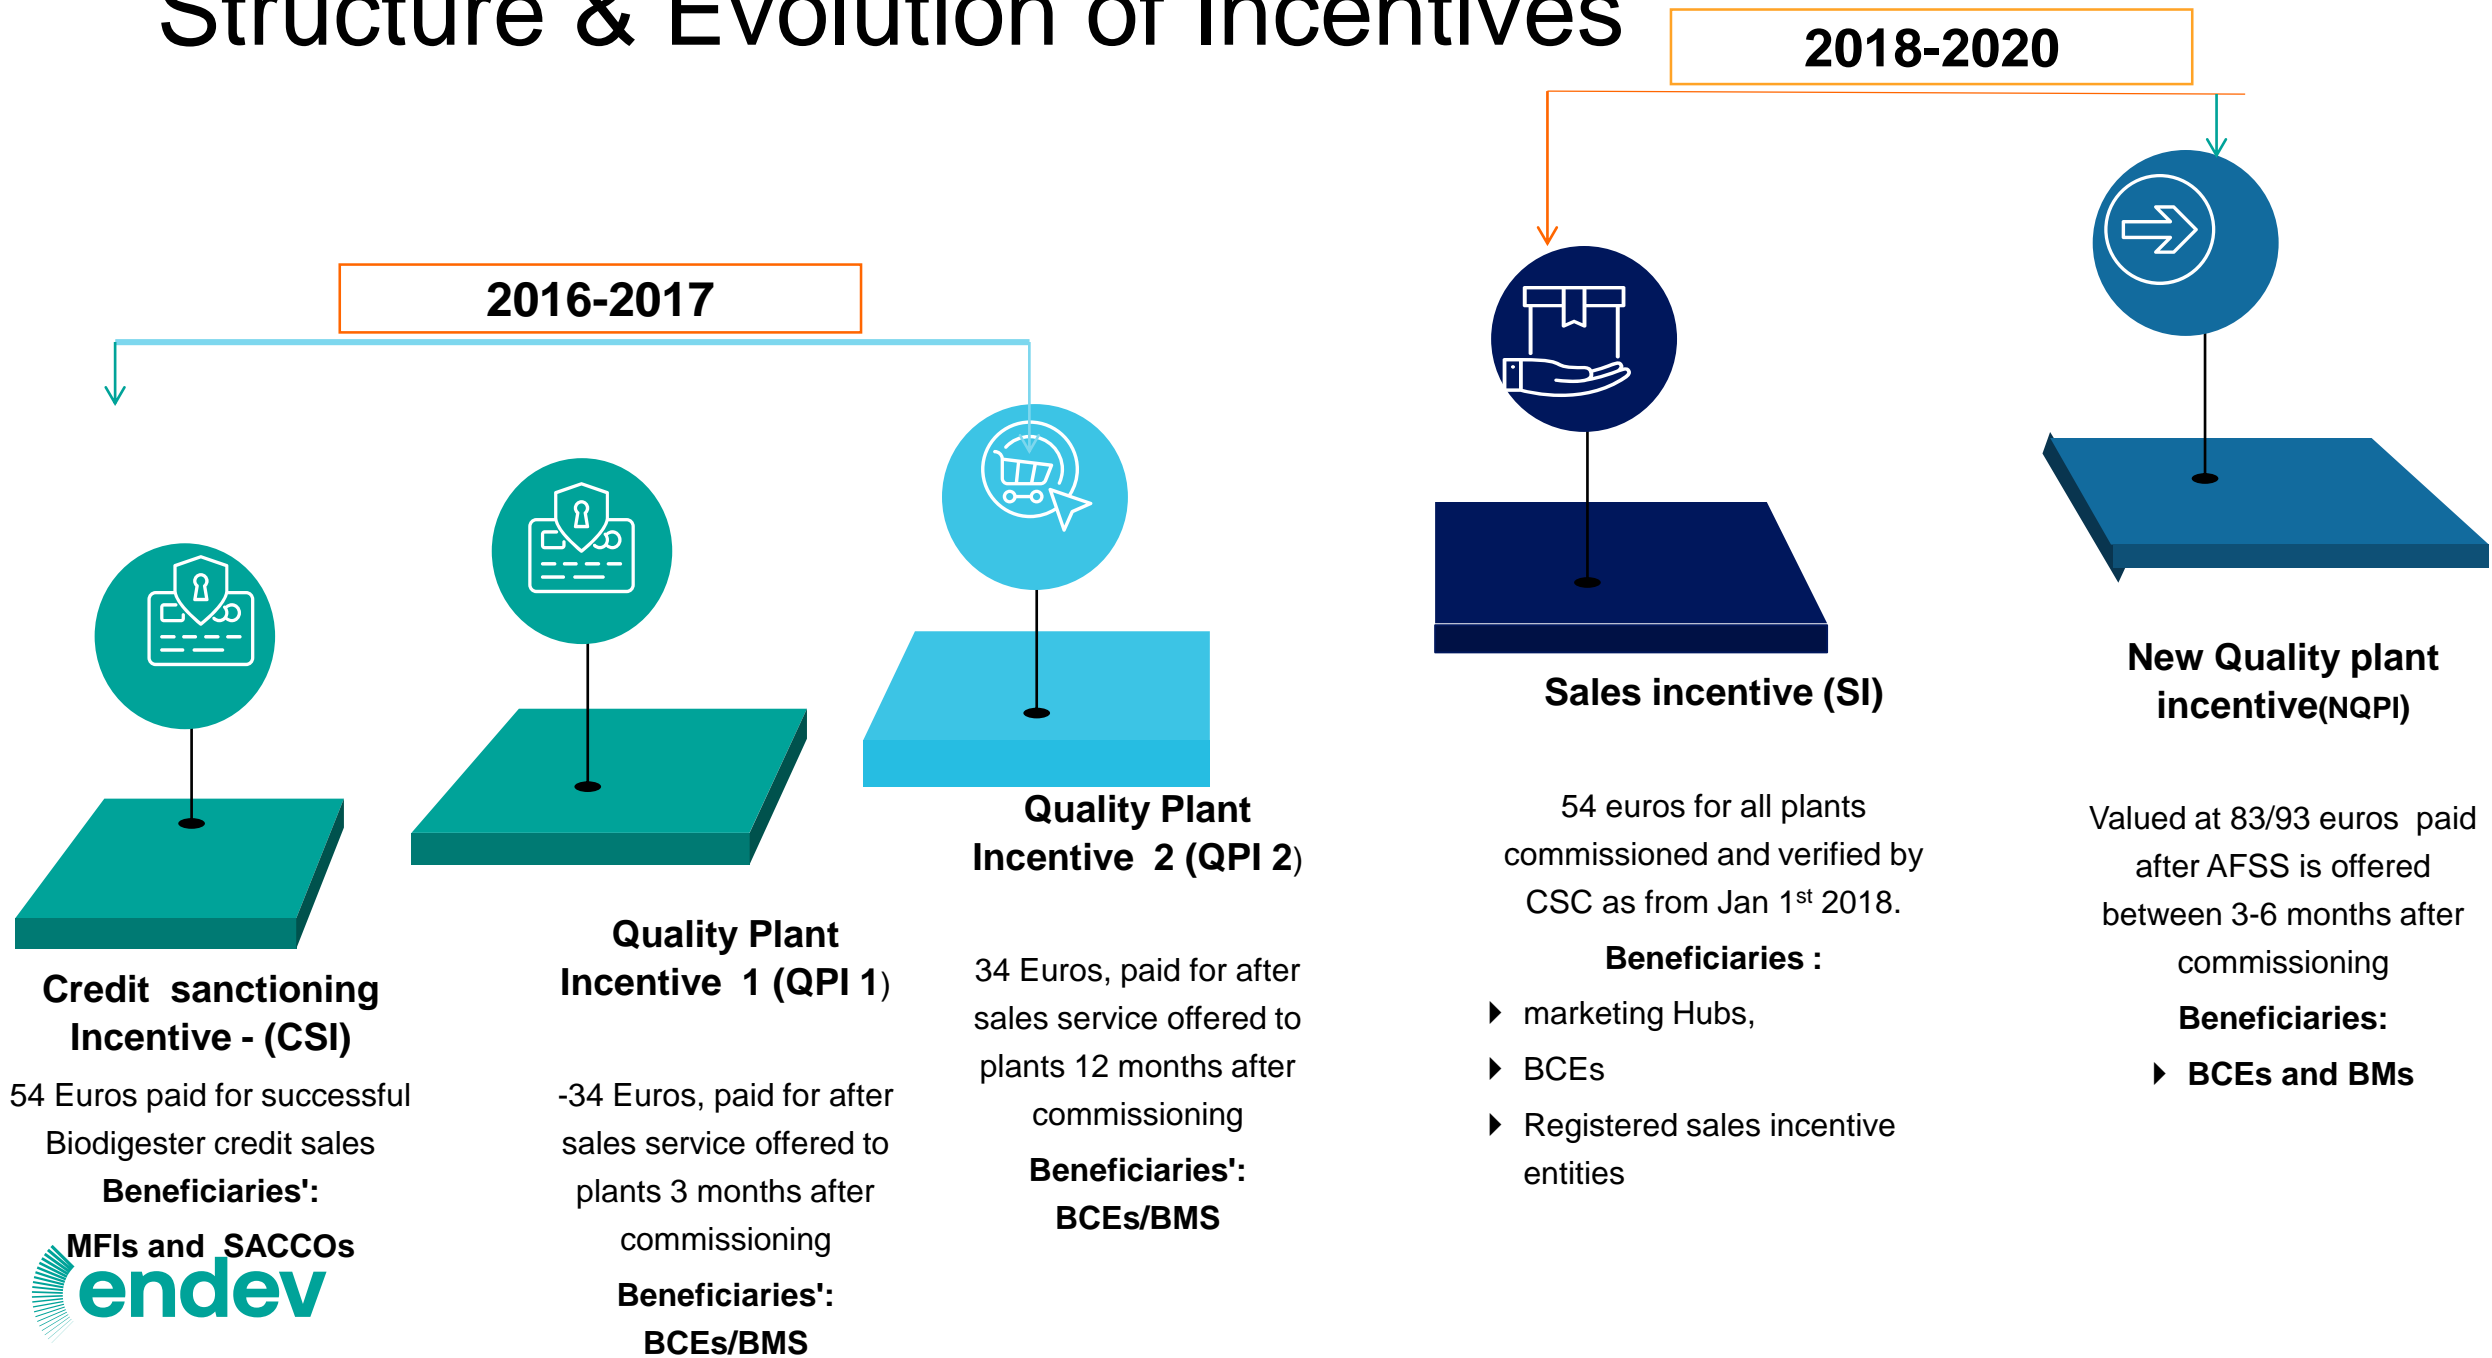 Structure & Evolution of Incentives
2018-2020
2016-2017
Credit sanctioning
Incentive - (CSI)
54 Euros paid for successful
Biodigester credit sales
Beneficiaries':
MFIs and SACCOs
endev
Quality Plant
Incentive 1 (QPI 1)
-34 Euros, paid for after
sales service offered to
plants 3 months after
commissioning
Beneficiaries':
BCEs/BMS
Quality Plant
Incentive 2 (QPI 2)
34 Euros, paid for after
sales service offered to
plants 12 months after
commissioning
Beneficiaries':
BCEs/BMS
Sales incentive (SI)
54 euros for all plants
commissioned and verified by
CSC as from Jan 1st 2018.
Beneficiaries :
marketing Hubs,
BCEs
Registered sales incentive
entities
New Quality plant
incentive(NQPI)
Valued at 83/93 euros paid
after AFSS is offered
between 3-6 months after
commissioning
Beneficiaries:
BCEs and BMs